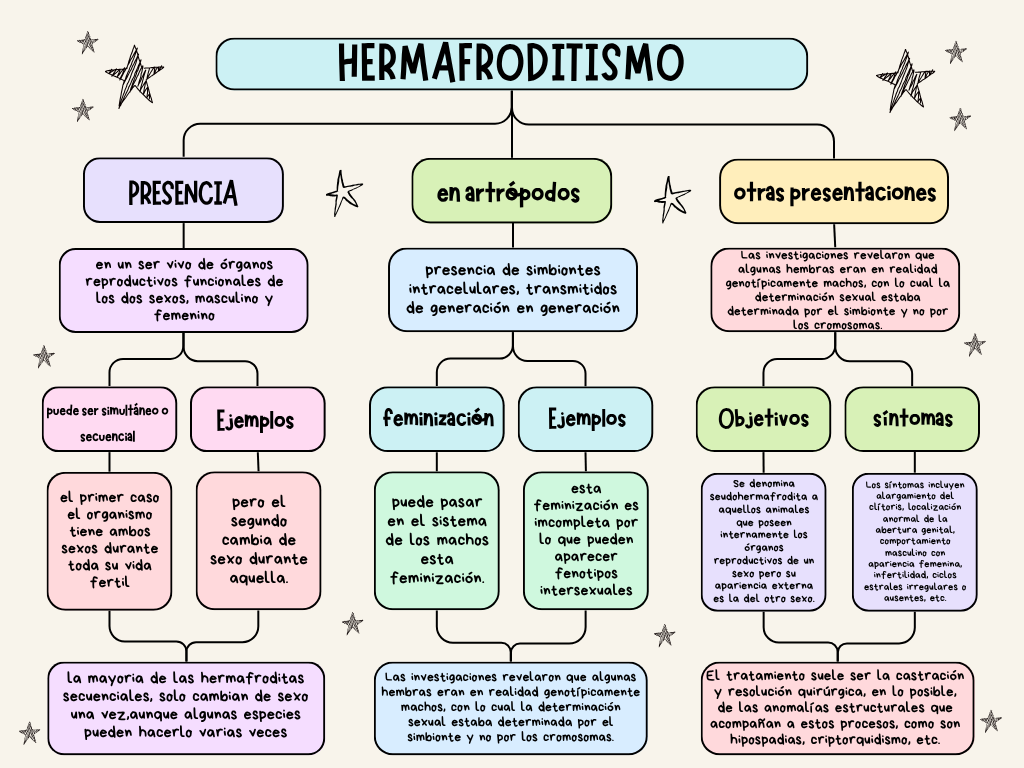 HERMAFRODITISMO
PRESENCIA
en artrópodos
otras presentaciones
en un ser vivo de órganos
reproductivos funcionales de
los dos sexos, masculino y
femenino
presencia de simbiontes
intracelulares, transmitidos
de generación en generación
Las investigaciones revelaron que
algunas hembras eran en realidad
genotípicamente machos, con lo cual la
determinación sexual estaba
determinada por el simbionte y no por
los cromosomas.
puede ser simultáneo o
secuencial
Ejemplos
feminización
Ejemplos
Objetivos
síntomas
el primer caso
el organismo
tiene ambos
sexos durante
toda su vida
fertil
pero el
segundo
cambia de
sexo durante
aquella.
puede pasar
en el sistema
de los machos
esta
feminización.
esta
feminización es
imcompleta por
lo que pueden
aparecer
fenotipos
intersexuales
Se denomina
seudohermafrodita a
aquellos animales
que poseen
internamente los
órganos
reproductivos de un
sexo pero su
apariencia externa
es la del otro sexo.
Los síntomas incluyen
alargamiento del
clítoris, localización
anormal de la
abertura genital,
comportamiento
masculino con
apariencia femenina,
infertilidad, ciclos
estrales irregulares o
ausentes, etc.
la mayoria de las hermafroditas
secuenciales, solo cambian de sexo
una vez,aunque algunas especies
pueden hacerlo varias veces
Las investigaciones revelaron que algunas
hembras eran en realidad genotípicamente
machos, con lo cual la determinación
sexual estaba determinada por el
simbionte y no por los cromosomas.
El tratamiento suele ser la castración
y resolución quirúrgica, en lo posible,
de las anomalías estructurales que
acompañan a estos procesos, como son
hipospadias, criptorquidismo, etc.